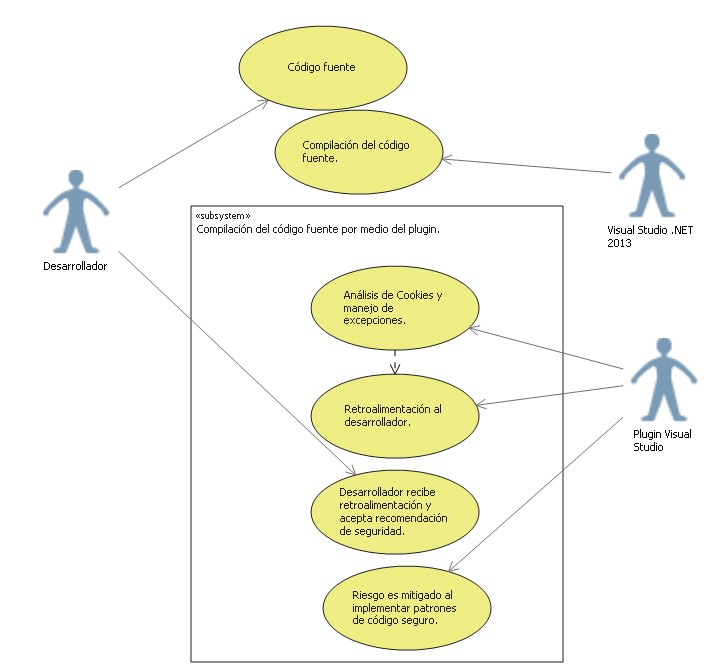 Código fuente
Compilación del código
fuente.
Visual Studio .NET
2013
Desarrollador
«subsystem»
Compilación del código fuente por medio del plugin.
Análisis de Cookies y
manejo de
excepciones.
Retroalimentación al
desarrollador.
Plugin Visual
Studio
Desarrollador recibe
retroalimentación y
acepta recomendación
de seguridad.
Riesgo es mitigado al
implementar patrones
de código seguro.